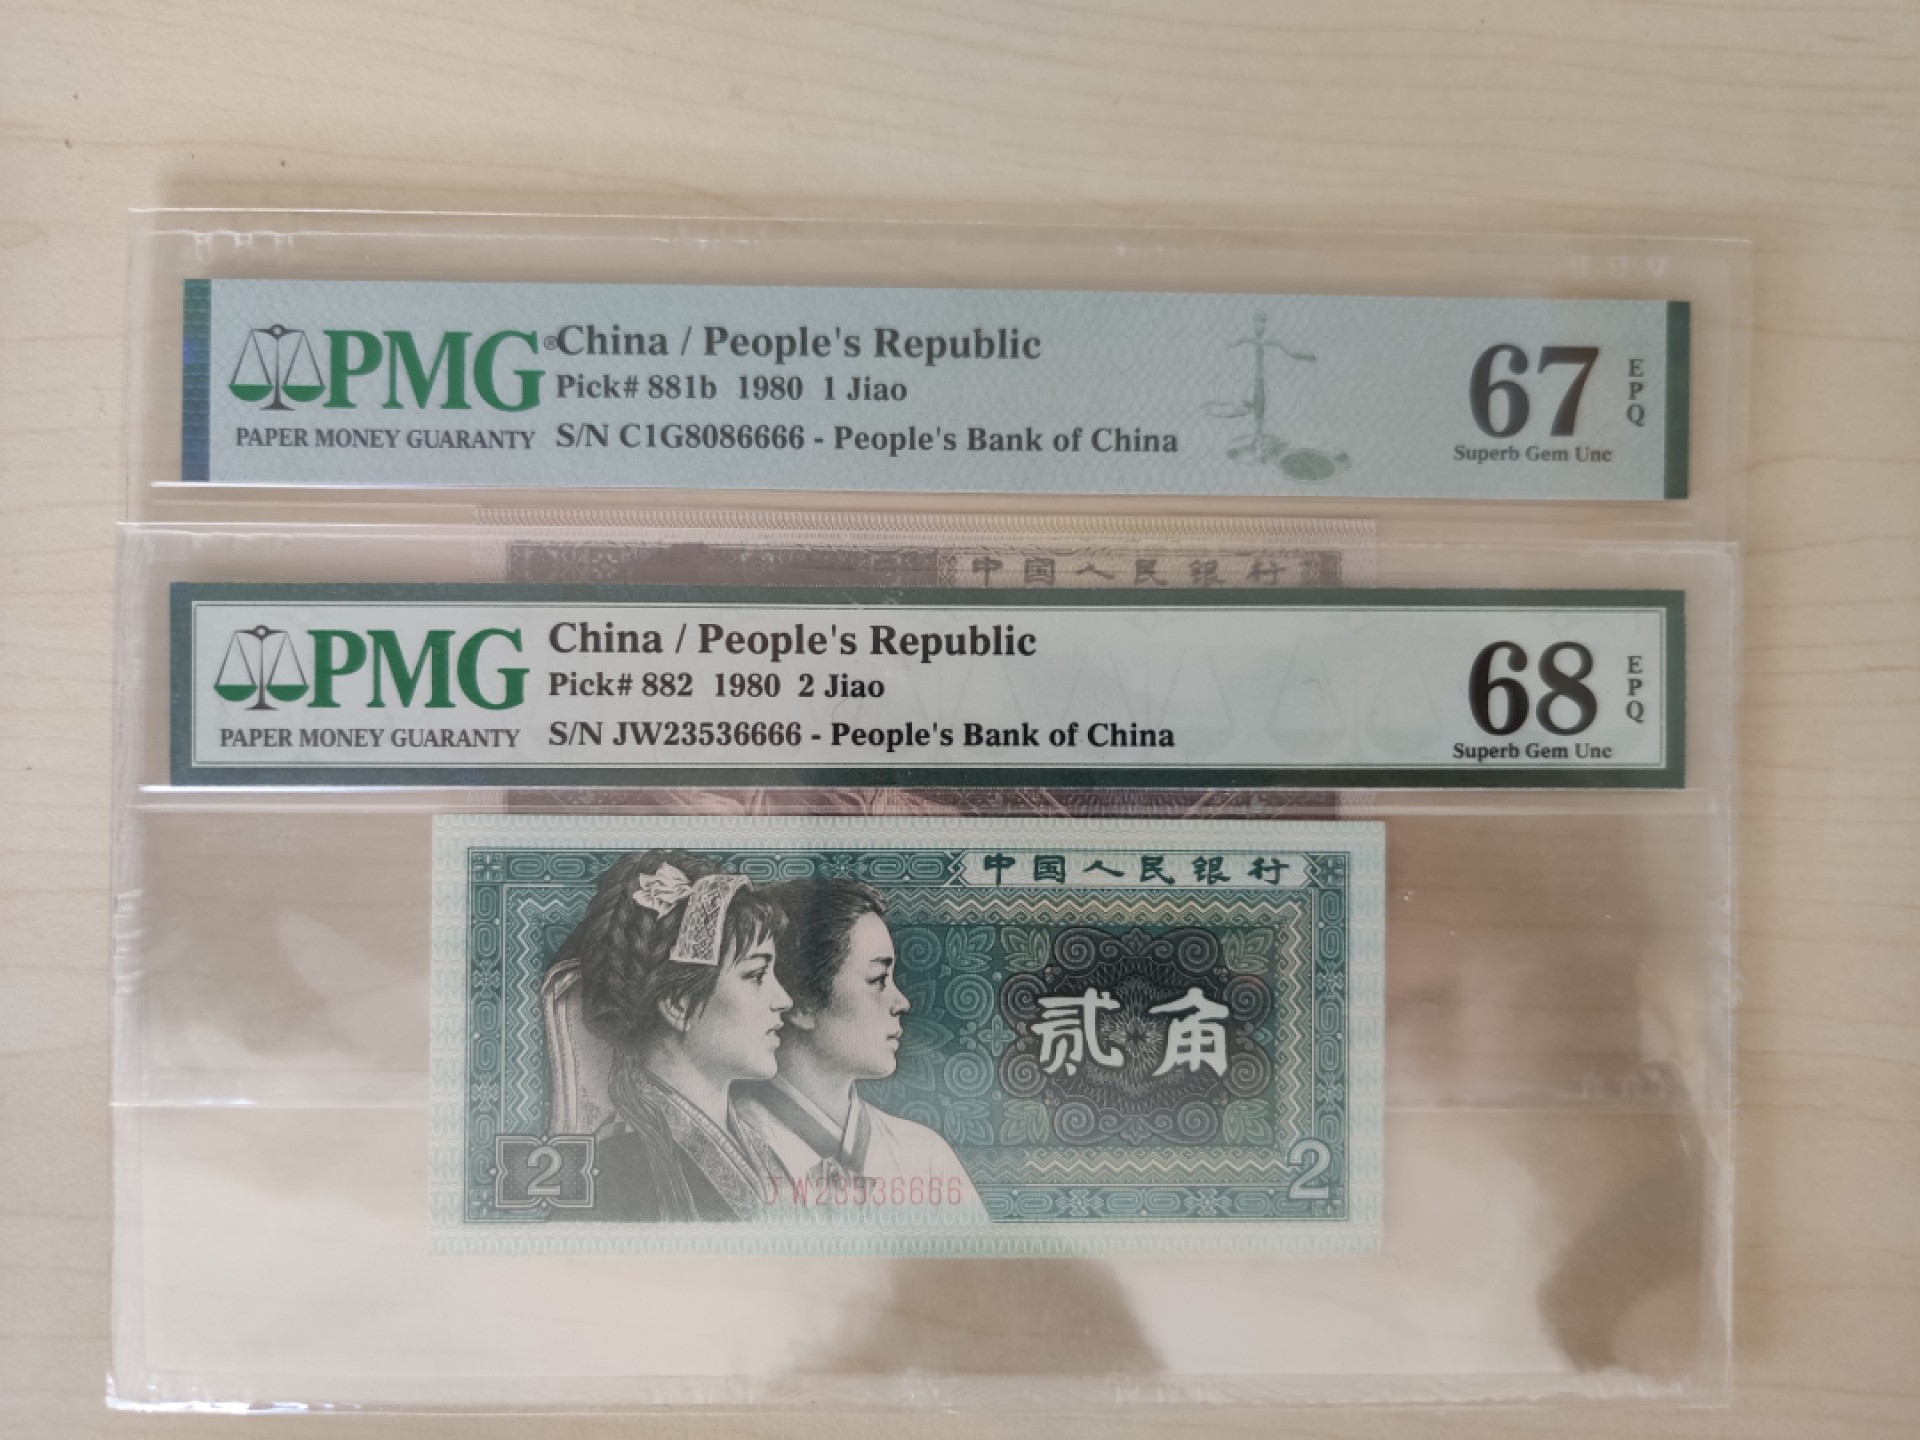 PMG®
PAPER MONEY GUARANTY
China / People's Republic
Pick# 881b 1980 1 Jiao
S/N C1G8086666 - People's Bank of China
67
EPQ
Superb Gem Unc
中国人民银行
PMG
PAPER MONEY GUARANTY
China / People's Republic
Pick# 882 1980 2 Jiao
S/N JW23536666 - People's Bank of China
68
EPQ
Superb Gem Unc
中国人民银行
贰角
2
JW23536666
2